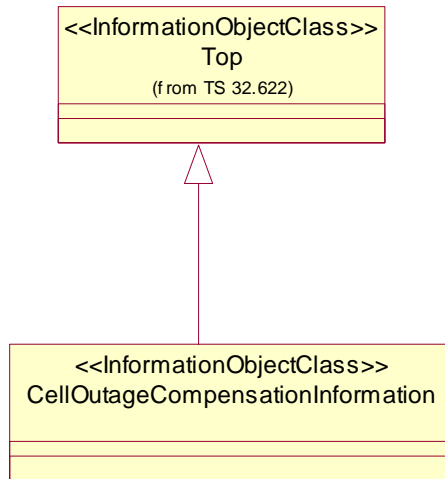 <<InformationObjectClass>>
Top
(from TS 32.622)
<<InformationObjectClass>>
CellOutageCompensationInformation